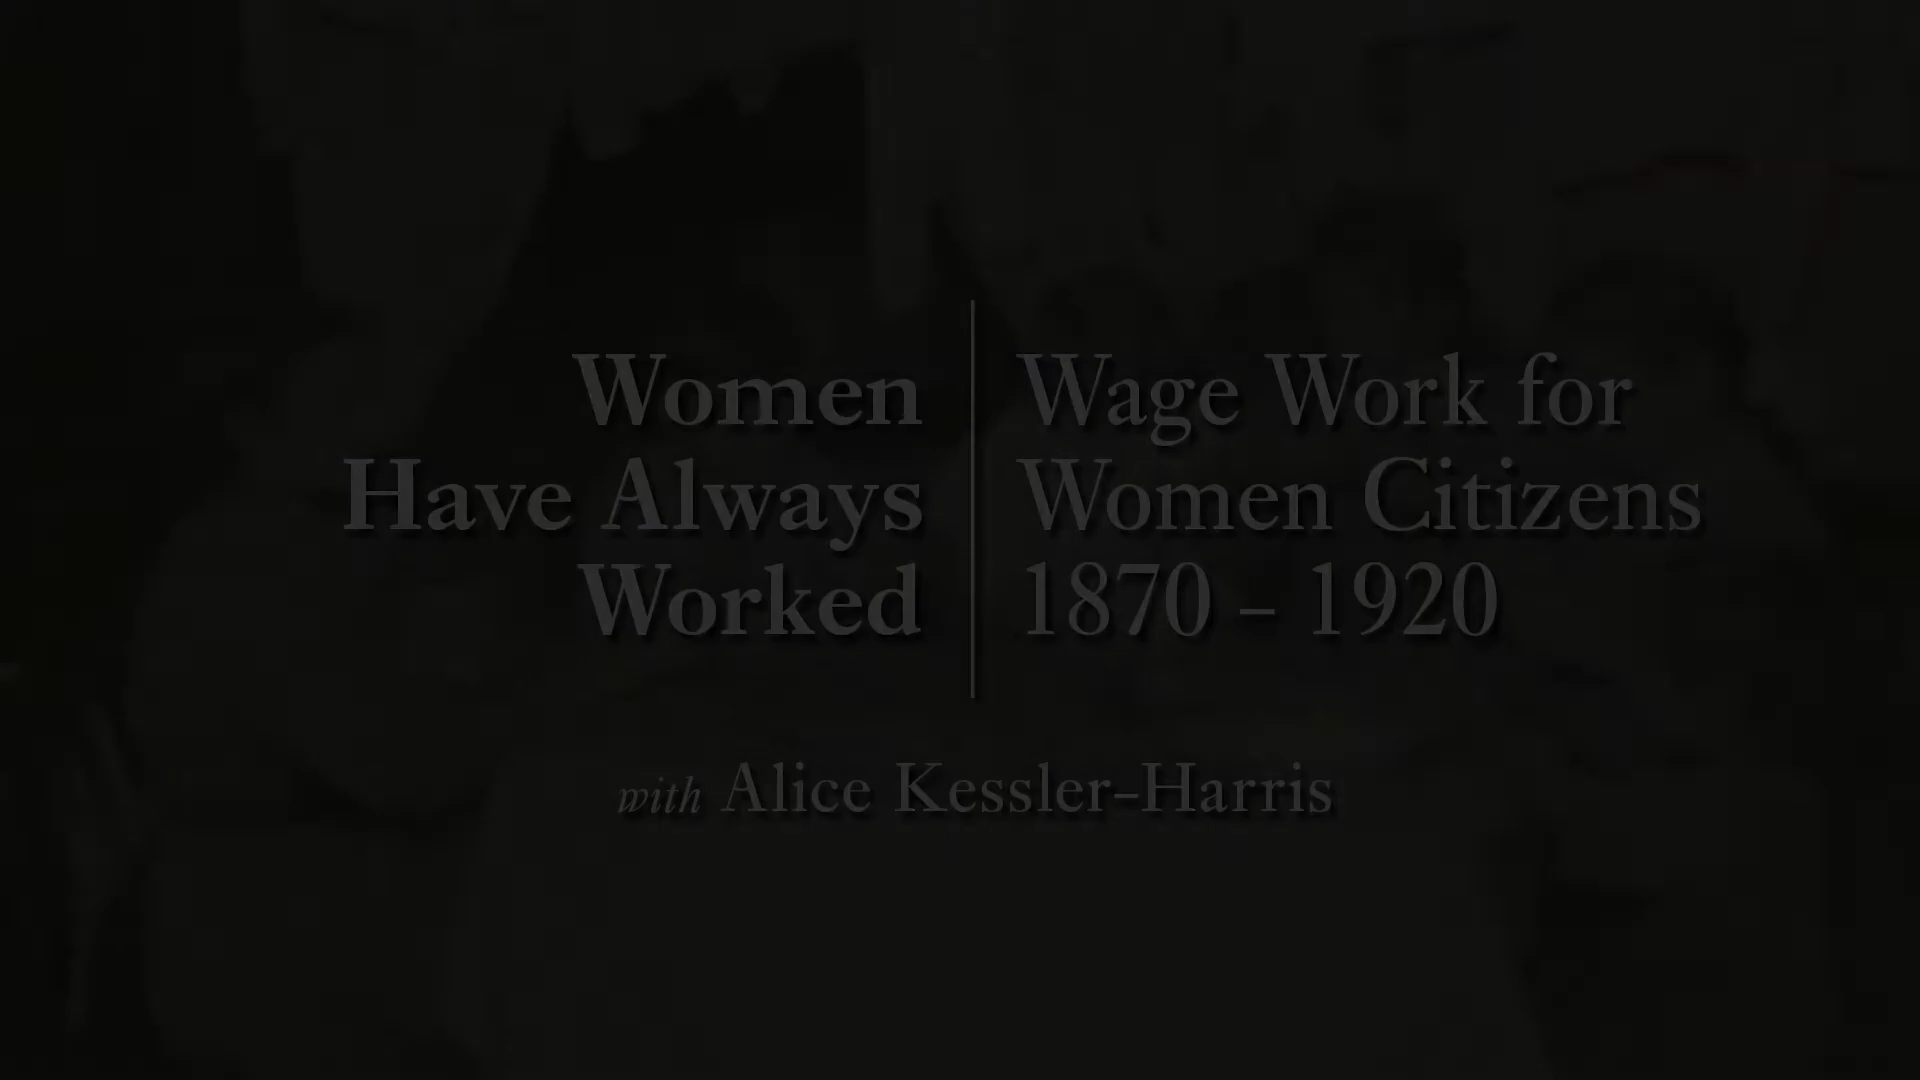 Women
Have Always
Worked
Wage Work for
Women Citizens
1870 – 1920
with Alice Kessler-Harris